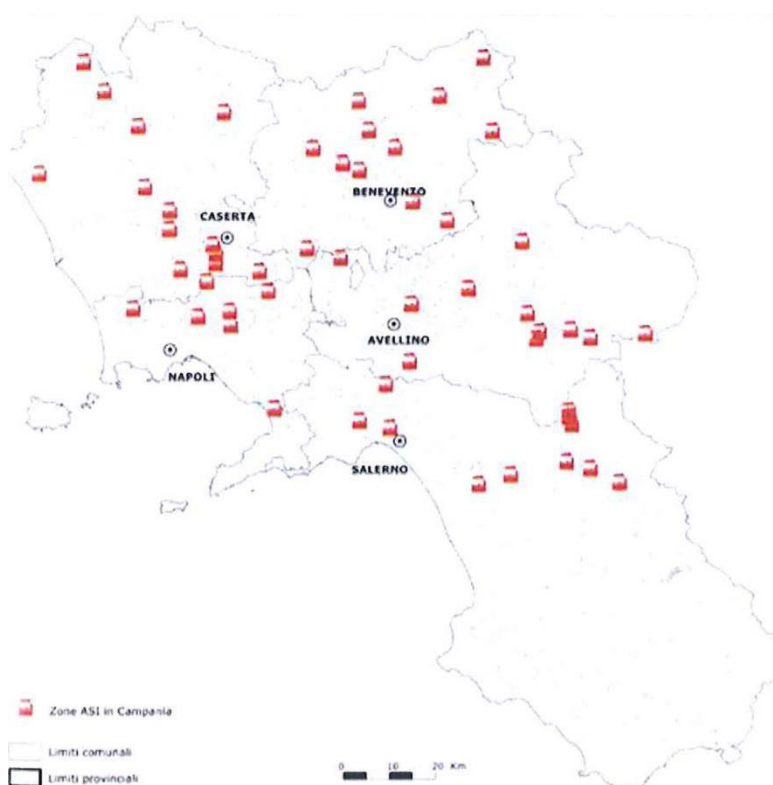 BENEVENTO
CASERTA
AVELLINO
NAPOLI
SALERNO
Zone ASI in Campania
Limiti comunali
Limiti provinciali
0 10 20 Km